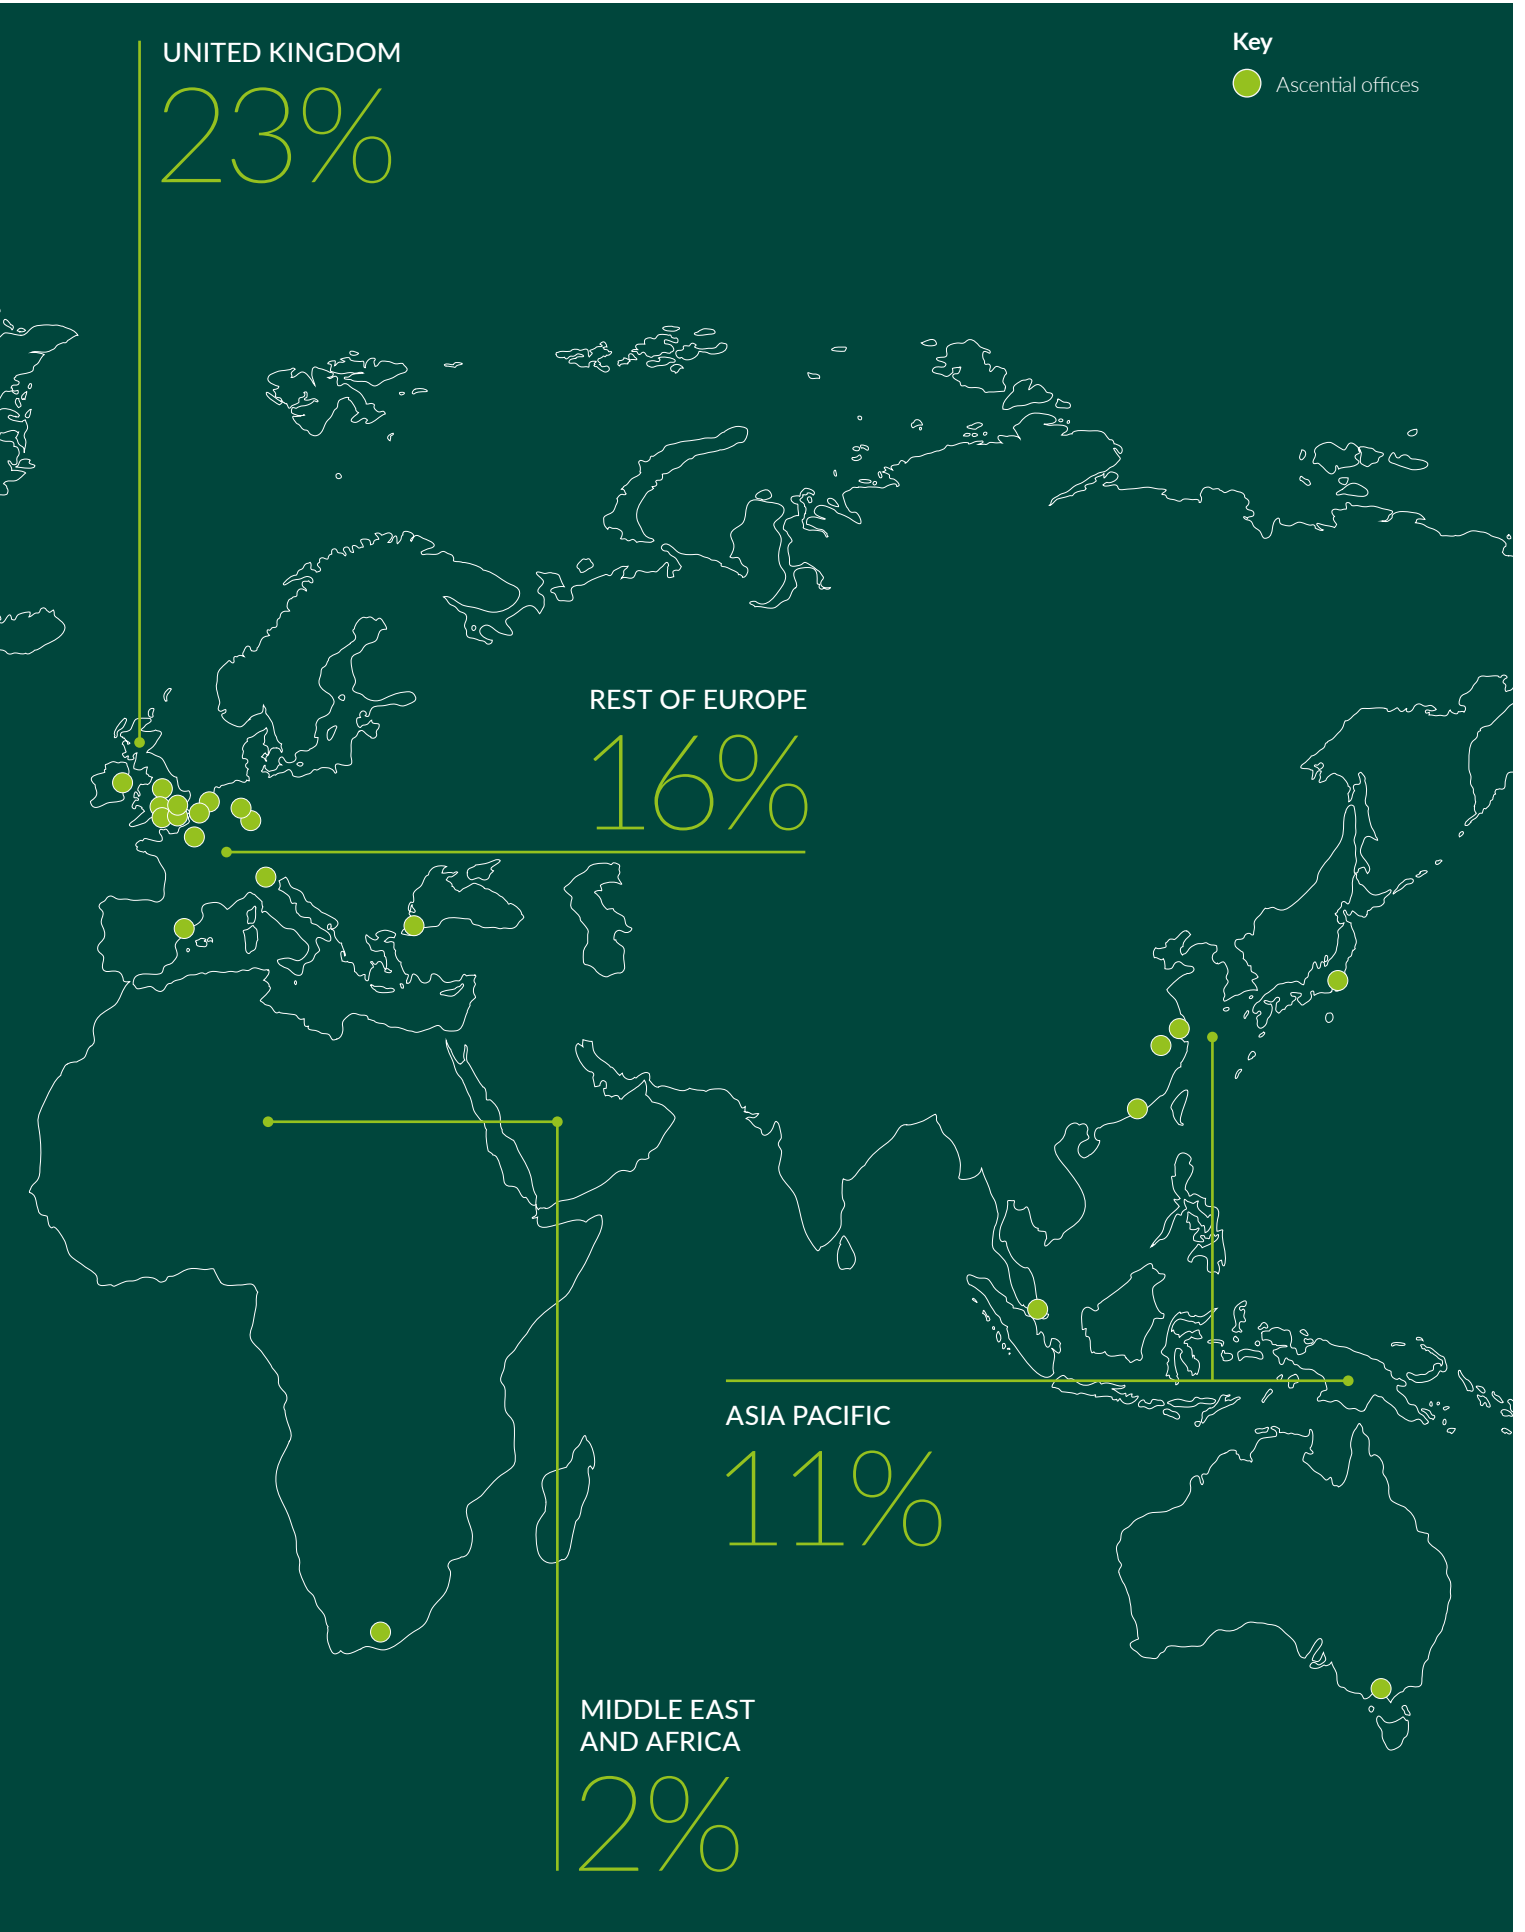 UNITED KINGDOM
23%
Key
Ascential offices
REST OF EUROPE
16%
ASIA PACIFIC
11%
MIDDLE EAST
AND AFRICA
2%